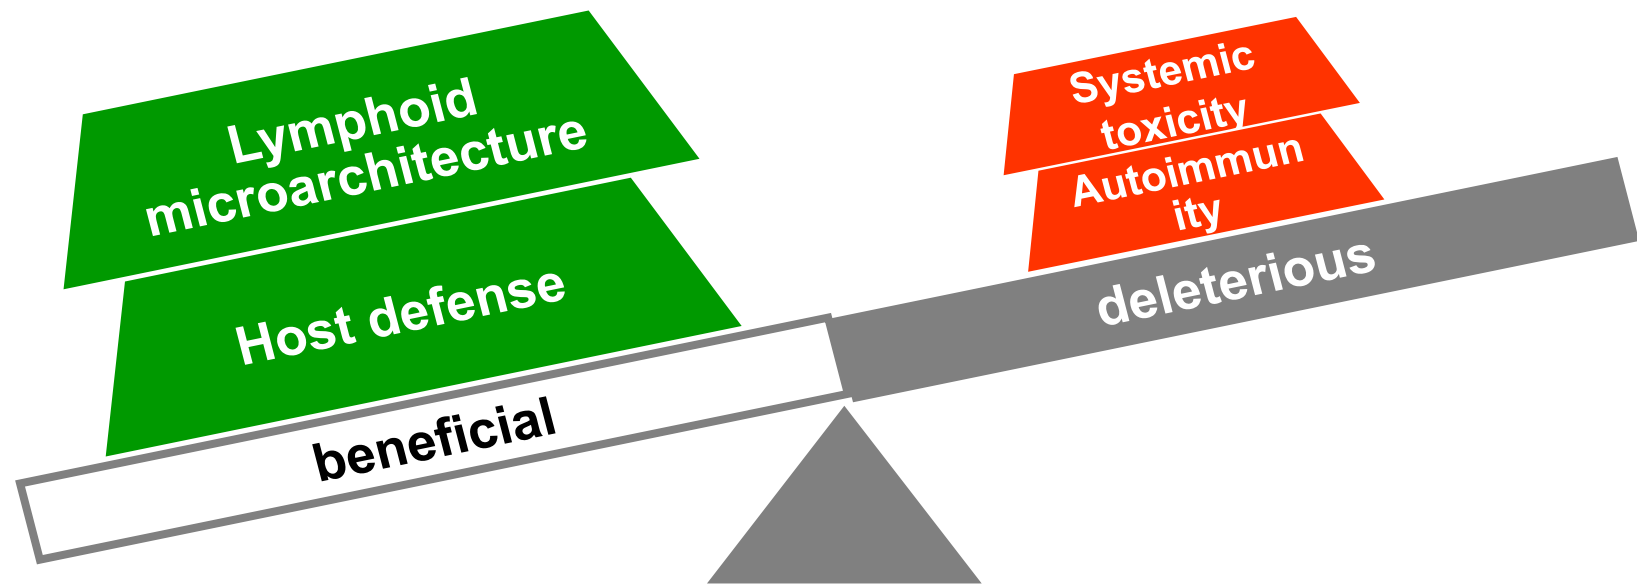 Lymphoid
microarchitecture
Host defense
beneficial
Systemic
toxicity
Autoimmun
ity
deleterious